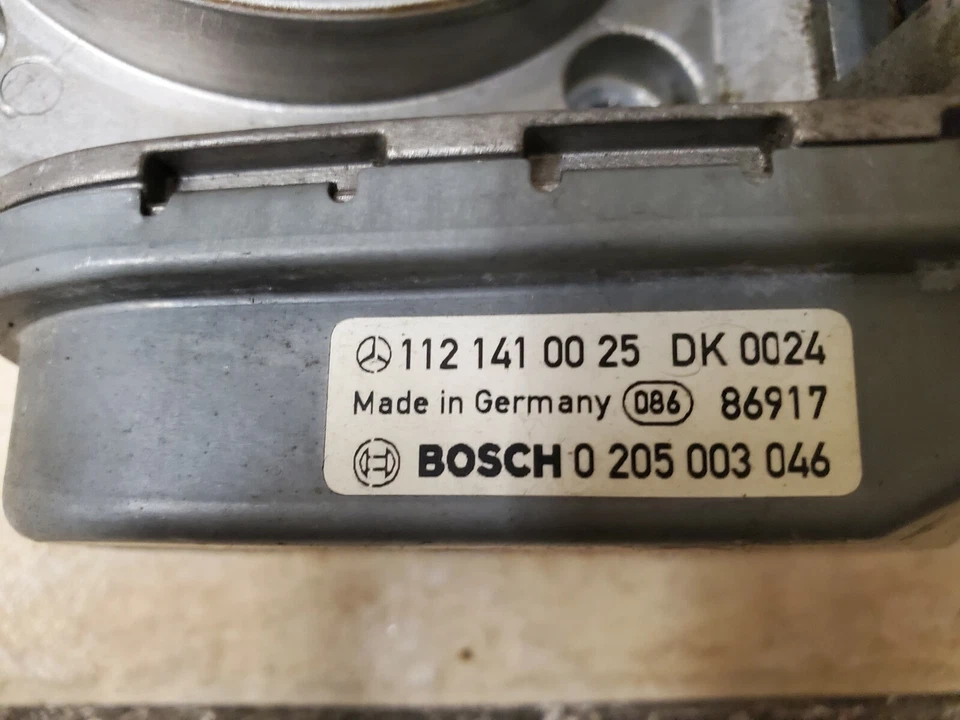 112 141 00 25 DK 0024
Made in Germany 086 86917
BOSCH 0 205 003 046